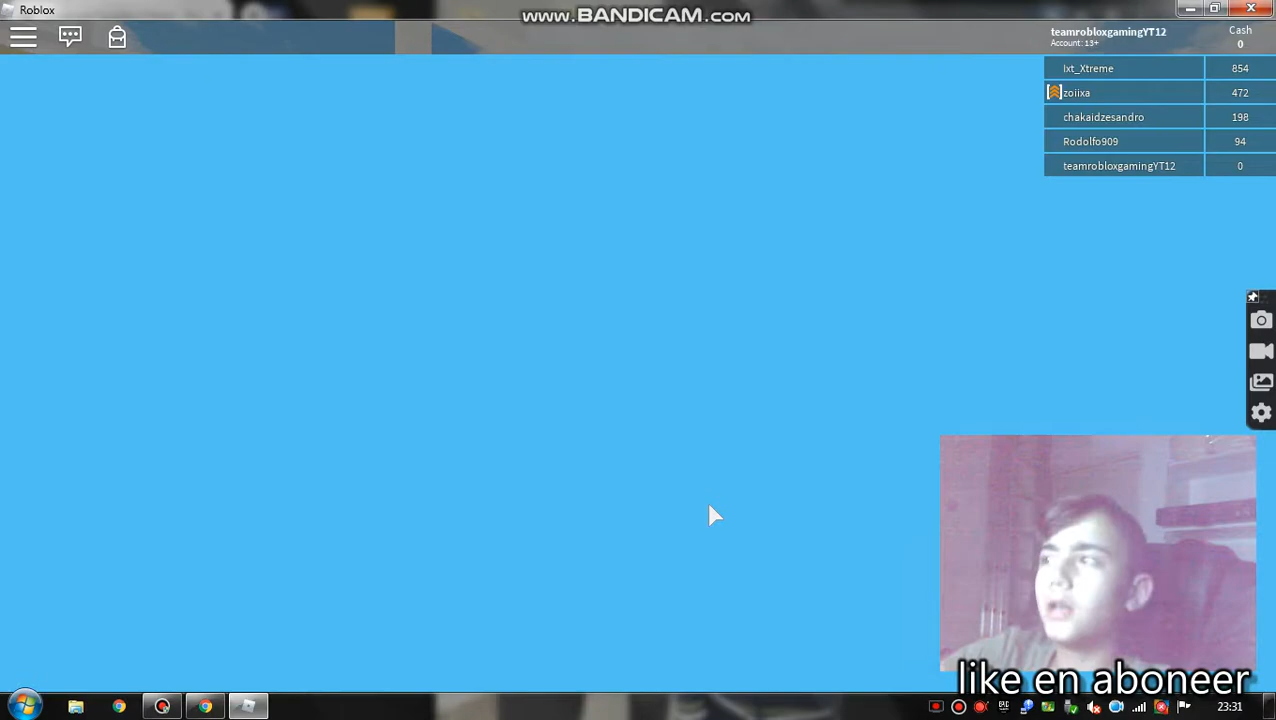 Roblox
www.BANDICAM.com
teamrobloxgamingYT12
Account: 13+
Cash
0
Ixt_Xtreme 854
zoiixa 472
chakaidzesandro 198
Rodolfo909 94
teamrobloxgamingYT12 0
like en aboneer
23:31